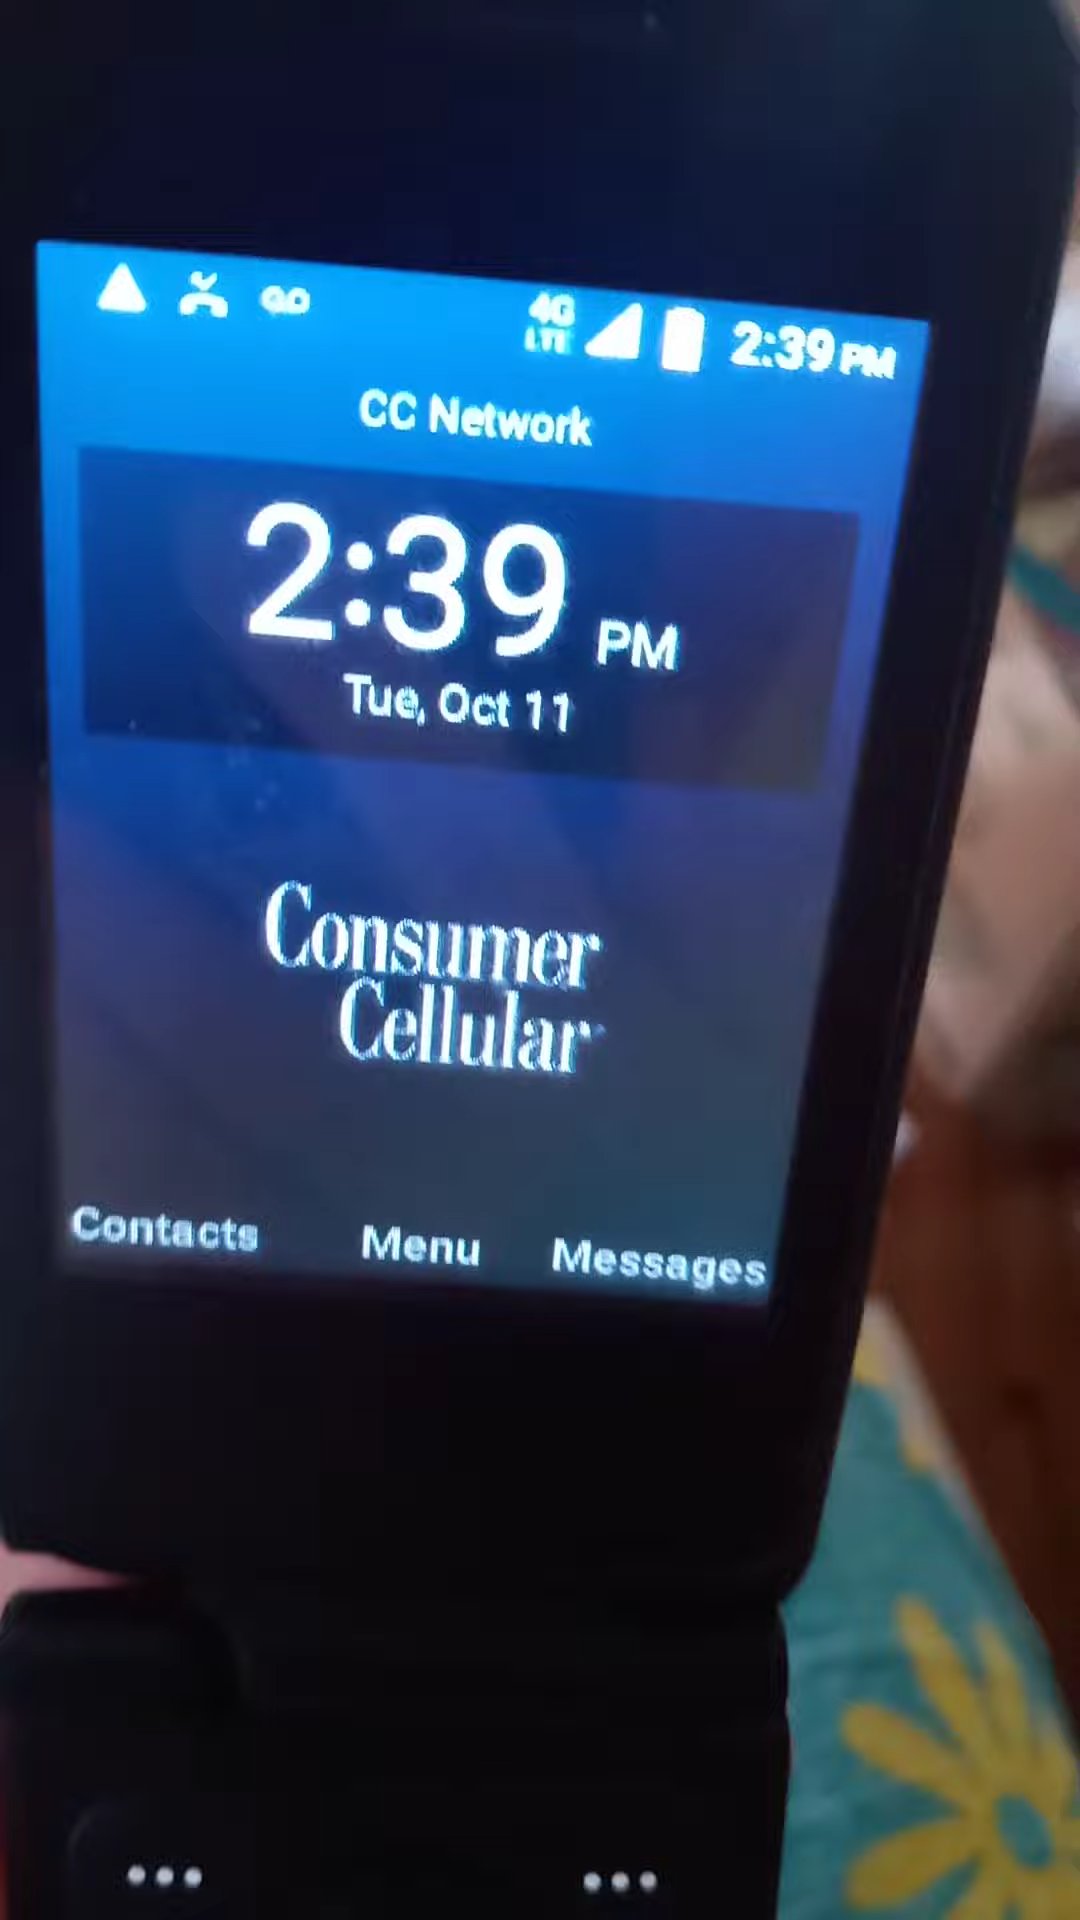 4G
LTE
2:39 PM
CC Network
2:39 PM
Tue, Oct 11
Consumer
Cellular
Contacts Menu Messages